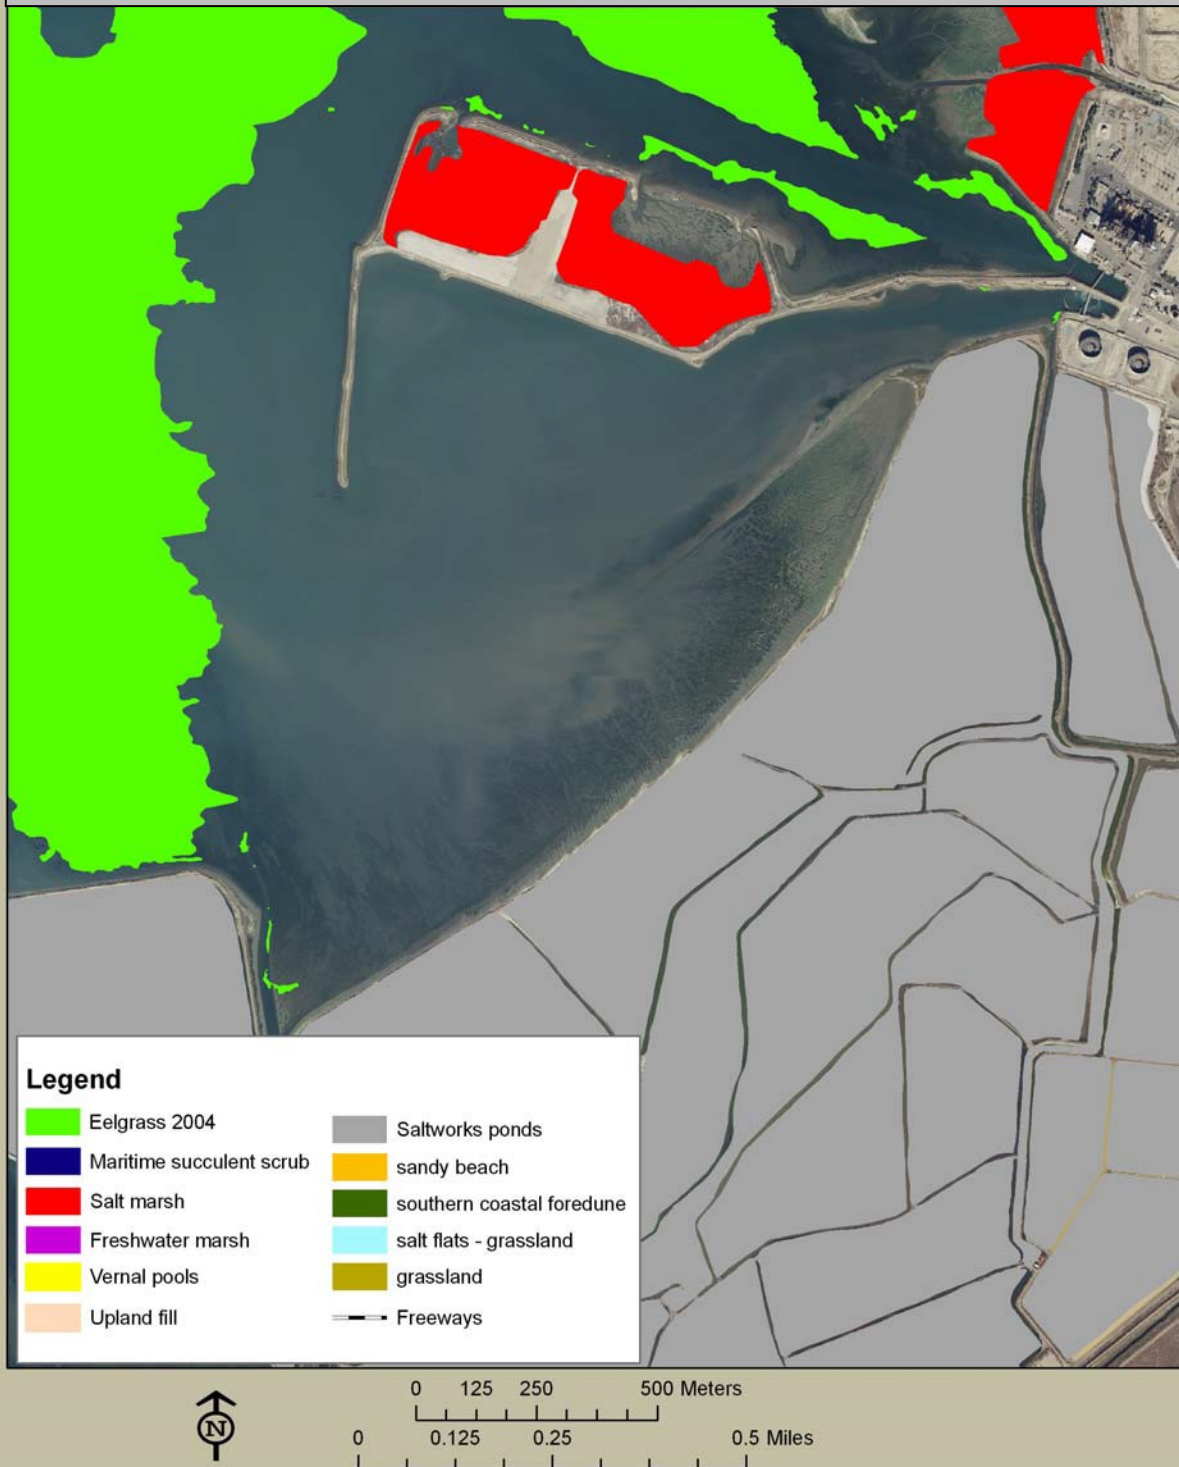 Legend
Eelgrass 2004
Maritime succulent scrub
Salt marsh
Freshwater marsh
Vernal pools
Upland fill
Saltworks ponds
sandy beach
southern coastal foredune
salt flats - grassland
grassland
Freeways
N
0 125 250 500 Meters
0 0.125 0.25 0.5 Miles